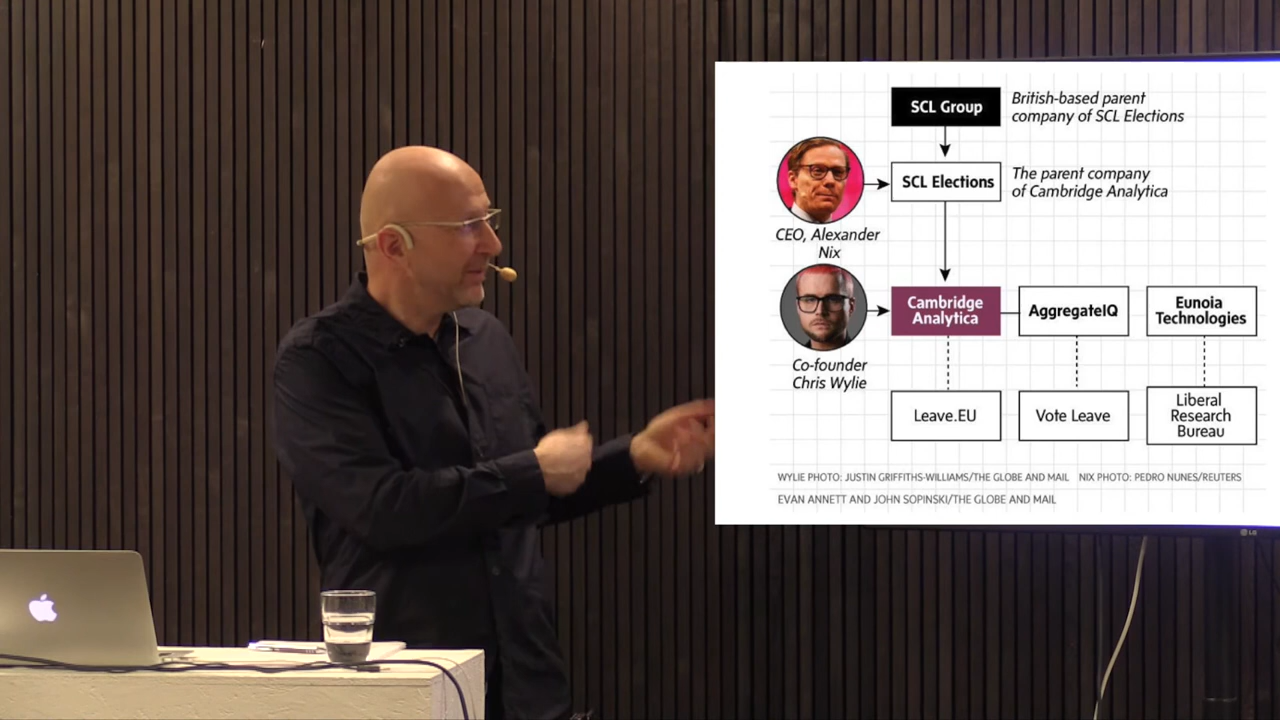 SCL Group
British-based parent
company of SCL Elections
SCL Elections
The parent company
of Cambridge Analytica
CEO, Alexander
Nix
Cambridge
Analytica
AggregateIQ
Eunoia
Technologies
Co-founder
Chris Wylie
Leave.EU
Vote Leave
Liberal
Research
Bureau
WYLIE PHOTO: JUSTIN GRIFFITHS-WILLIAMS/THE GLOBE AND MAIL NIX PHOTO: PEDRO NUNES/REUTERS
EVAN ANNETT AND JOHN SOPINSKI/THE GLOBE AND MAIL
LG